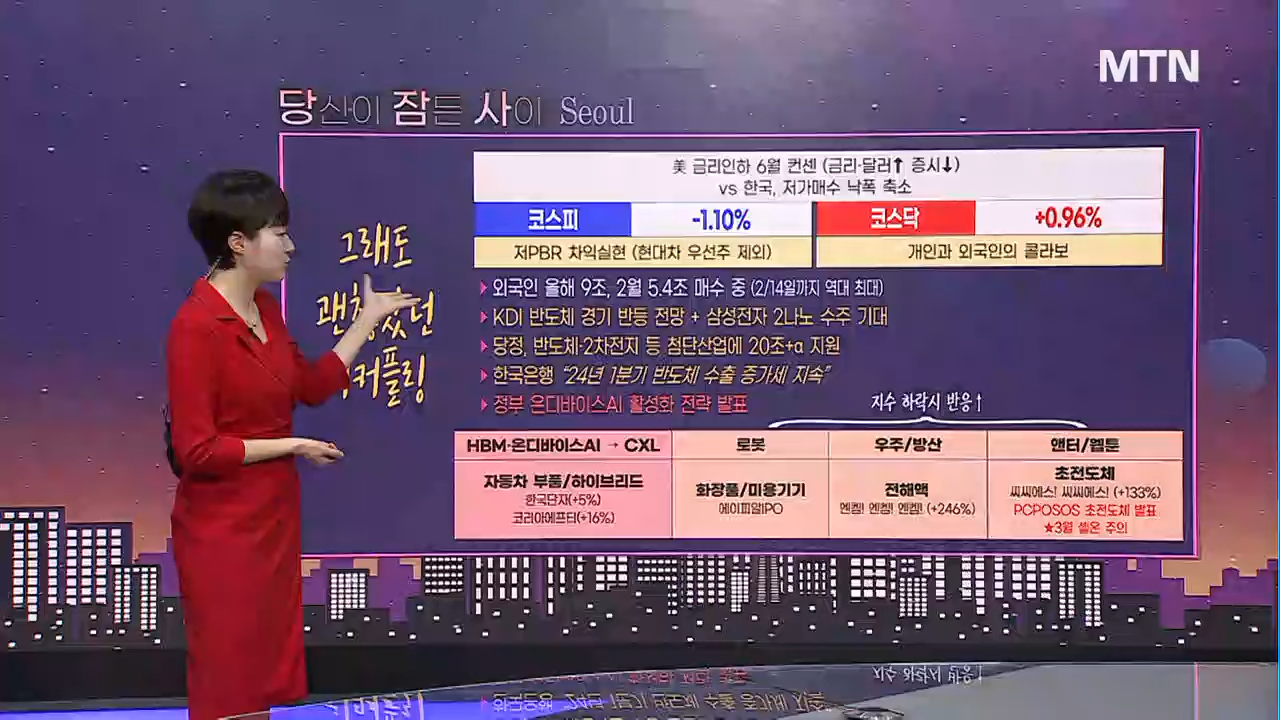 MTN
당신이 잠든 사이 Seoul
美 금리인하 6월 컨센 (금리·달러↑ 증시↓)
vs 한국, 저가매수 낙폭 축소
코스피 -1.10% 코스닥 +0.96%
저PBR 차익실현 (현대차 우선주 제외) 개인과 외국인의 콜라보
그래도
디커플링
외국인 올해 9조, 2월 5.4조 매수 중 (2/14일까지 역대 최대)
KDI 반도체 경기 반등 전망 + 삼성전자 2나노 수주 기대
당정, 반도체·2차전지 등 첨단산업에 20조+α 지원
한국은행 “24년 1분기 반도체 수출 증가세 지속”
정부 온디바이스AI 활성화 전략 발표
지수 하락시 반응↑
HBM·온디바이스AI → CXL 로봇 우주/방산 엔터/웹툰
자동차 부품/하이브리드
한국단자(+5%)
코리아에프티(+16%)
화장품/미용기기
에이피알IPO
전해액
엔켐! 엔켐! 엔켐! (+246%)
초전도체
씨씨에스! 씨씨에스! (+133%)
PCPOSOS 초전도체 발표
★3월 셀온 주의